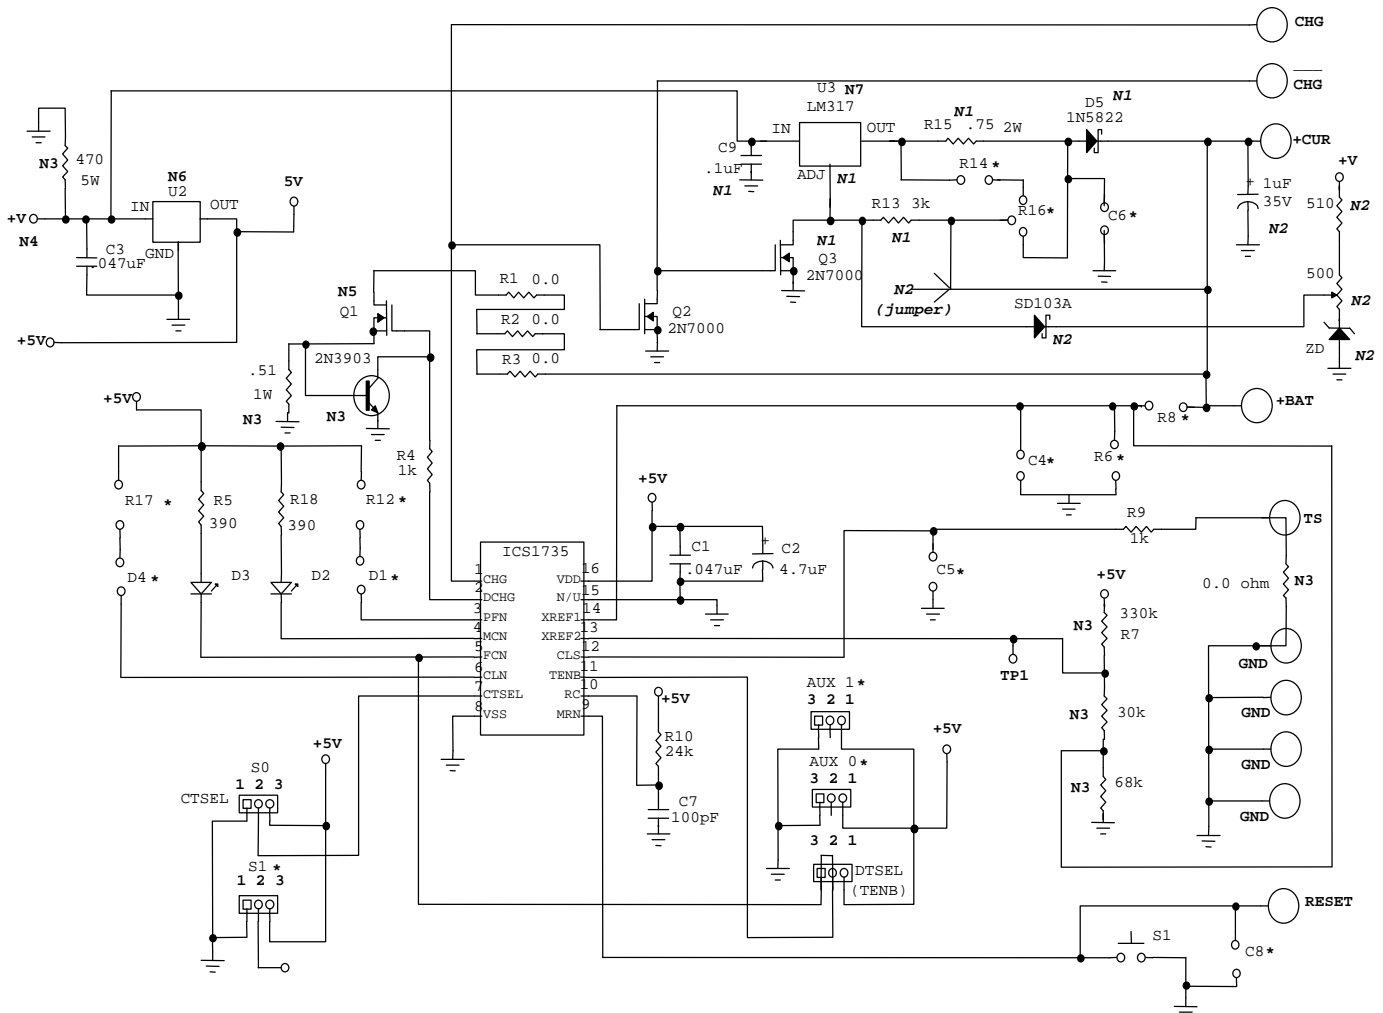 CHG
CHG
U3 N7
LM317
IN
OUT
ADJ
N1
C9
.1uF
N1
N1
R15 .75 2W
D5 N1
1N5822
R14*
R16*
C6*
R13 3k
N1
N1
+CUR
+V
1uF
35V
N2
510
N2
500
N2
ZD
N2
N3
470
5W
N6
U2
IN
OUT
GND
+V
N4
C3
.047uF
5V
+5V
N5
Q1
R1 0.0
R2 0.0
R3 0.0
Q2
2N7000
Q3
2N7000
N2
(jumper)
SD103A
N2
.51
1W
N3
2N3903
N3
+5V
R4
1k
R17 *
R5
390
R18
390
R12*
D4*
D3
D2
D1*
+BAT
R8*
C4*
R6*
+5V
C1
.047uF
+
C2
4.7uF
R9
1k
TS
C5*
0.0 ohm
N3
GND
GND
GND
GND
ICS1735
1 CHG
2 DCHG
3 PFN
4 MCN
5 FCN
6 CLN
7 CTSEL
8 VSS
VDD 16
N/U 15
XREF1 14
XREF2 13
CLS 12
TENB 11
RC 10
MRN 9
+5V
N3
330k
R7
TP1
N3
30k
N3
68k
+5V
R10
24k
C7
100pF
AUX 1*
3 2 1
AUX 0*
3 2 1
3 2 1
DTSEL
(TENB)
+5V
+5V
S0
1 2 3
CTSEL
S1*
1 2 3
RESET
S1
C8*